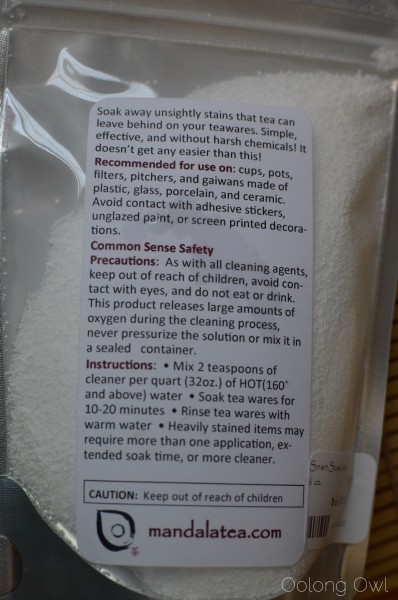 Soak away unsightly stains that tea can
leave behind on your teawares. Simple,
effective, and without harsh chemicals! It
doesn't get any easier than this!
Recommended for use on: cups, pots,
filters, pitchers, and gaiwans made of
plastic, glass, porcelain, and ceramic.
Avoid contact with adhesive stickers,
unglazed paint, or screen printed decora-
tions.
Common Sense Safety
Precautions: As with all cleaning agents,
keep out of reach of children, avoid con-
tact with eyes, and do not eat or drink.
This product releases large amounts of
oxygen during the cleaning process,
never pressurize the solution or mix it in
a sealed container.
Instructions: • Mix 2 teaspoons of
cleaner per quart (32oz.) of HOT(160°
and above) water • Soak tea wares for
10-20 minutes • Rinse tea wares with
warm water • Heavily stained items may
require more than one application, ex-
tended soak time, or more cleaner.
CAUTION: Keep out of reach of children
mandalatea.com
Smart Soak
oz.
Oolong Owl